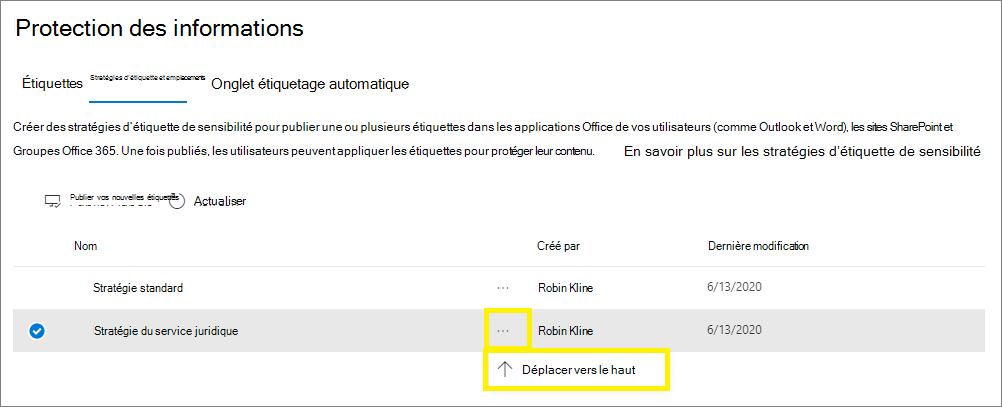 Protection des informations
Étiquettes Stratégies d'étiquette et emplacements Onglet étiquetage automatique
Créer des stratégies d'étiquette de sensibilité pour publier une ou plusieurs étiquettes dans les applications Office de vos utilisateurs (comme Outlook et Word), les sites SharePoint et
Groupes Office 365. Une fois publiés, les utilisateurs peuvent appliquer les étiquettes pour protéger leur contenu. En savoir plus sur les stratégies d'étiquette de sensibilité
Publier vos nouvelles étiquettes Actualiser
Nom Créé par Dernière modification
Stratégie standard ... Robin Kline 6/13/2020
Stratégie du service juridique ... Robin Kline 6/13/2020
Déplacer vers le haut